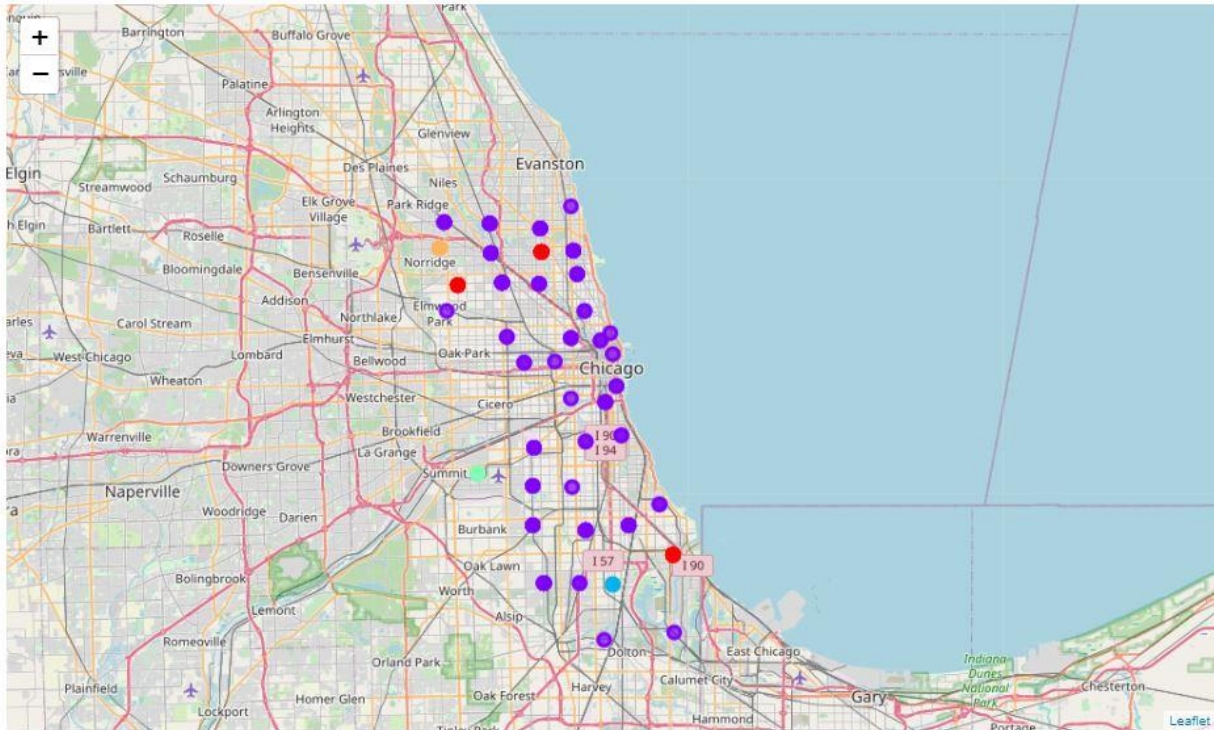 +
−
Park
Barrington
Buffalo Grove
Palatine
Arlington
Heights
Glenview
Evanston
Des Plaines
Elgin
Schaumburg
Niles
Streamwood
Elk Grove
Village
Park Ridge
Bartlett
Roselle
Norridge
Bensenville
Bloomingdale
Addison
Northlake
Elmwood
Park
Carol Stream
Elmhurst
West Chicago
Lombard
Bellwood
Oak Park
Chicago
Wheaton
Westchester
Cicero
Brookfield
Warrenville
La Grange
I 90
I 94
Downers Grove
Summit
Naperville
Woodridge
Darien
Burbank
I 57
I 90
Oak Lawn
Bolingbrook
Worth
Lemont
Alsip
Romeoville
Dolton
East Chicago
Orland Park
Indiana
Dunes
National
Park
Plainfield
Homer Glen
Oak Forest
Harvey
Calumet City
Gary
Chesterton
Lockport
Hammond
Portage
Leaflet